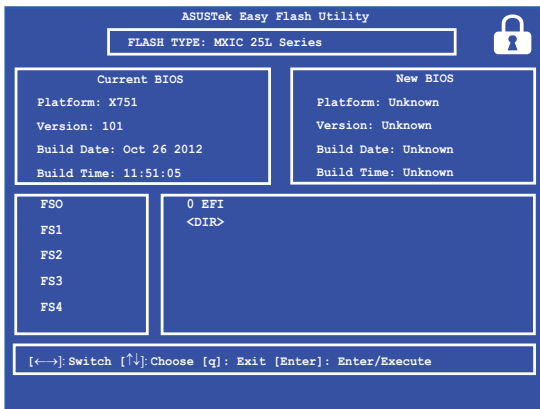 ASUSTek Easy Flash Utility
FLASH TYPE: MXIC 25L Series
Current BIOS
Platform: X751
Version: 101
Build Date: Oct 26 2012
Build Time: 11:51:05
New BIOS
Platform: Unknown
Version: Unknown
Build Date: Unknown
Build Time: Unknown
FSO
FS1
FS2
FS3
FS4
0 EFI
<DIR>
[←→]: Switch [↑↓]: Choose [q]: Exit [Enter]: Enter/Execute